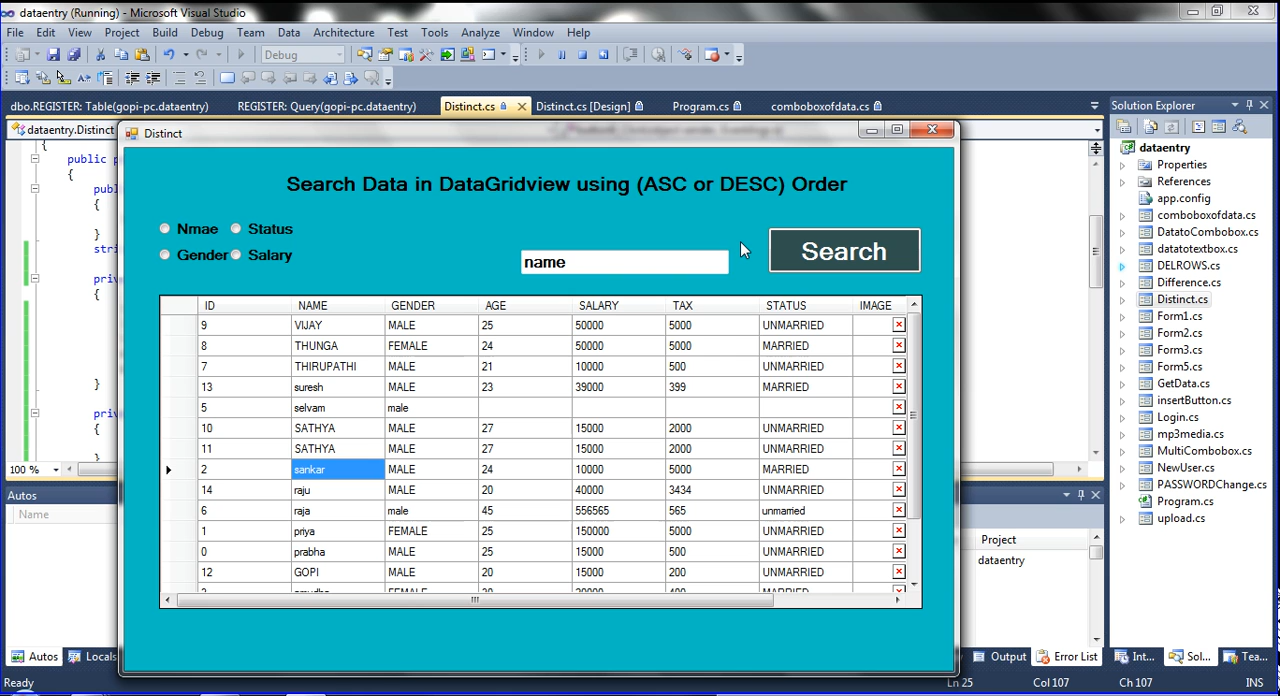 dataentry (Running) - Microsoft Visual Studio
File Edit View Project Build Debug Team Data Architecture Test Tools Analyze Window Help
Debug
dbo.REGISTER: Table(gopi-pc.dataentry) REGISTER: Query(gopi-pc.dataentry) Distinct.cs Distinct.cs [Design] Program.cs comboboxofdata.cs
dataentry.Distinct
{
public
{
{
}
{
}
{
100 %
Distinct
Search Data in DataGridview using (ASC or DESC) Order
Nmae Status
Gender Salary
name
Search
ID NAME GENDER AGE SALARY TAX STATUS IMAGE
9 VIJAY MALE 25 50000 5000 UNMARRIED
8 THUNGA FEMALE 24 50000 5000 MARRIED
7 THIRUPATHI MALE 21 10000 500 UNMARRIED
13 suresh MALE 23 39000 399 MARRIED
5 selvam male
10 SATHYA MALE 27 15000 2000 UNMARRIED
11 SATHYA MALE 27 15000 2000 UNMARRIED
2 sankar MALE 24 10000 5000 MARRIED
14 raju MALE 20 40000 3434 UNMARRIED
6 raja male 45 556565 565 unmarried
1 priya FEMALE 25 150000 5000 UNMARRIED
0 prabha MALE 25 15000 500 UNMARRIED
12 GOPI MALE 20 15000 200 UNMARRIED
Solution Explorer
dataentry
Properties
References
app.config
comboboxofdata.cs
DatatoCombobox.cs
datatotextbox.cs
DELROWS.cs
Difference.cs
Distinct.cs
Form1.cs
Form2.cs
Form3.cs
Form5.cs
GetData.cs
insertButton.cs
Login.cs
mp3media.cs
MultiCombobox.cs
NewUser.cs
PASSWORDChange.cs
Program.cs
upload.cs
Autos
Name
Project
dataentry
Autos Locals Output Error List Int... Sol... Tea...
Ready Ln 25 Col 107 Ch 107 INS